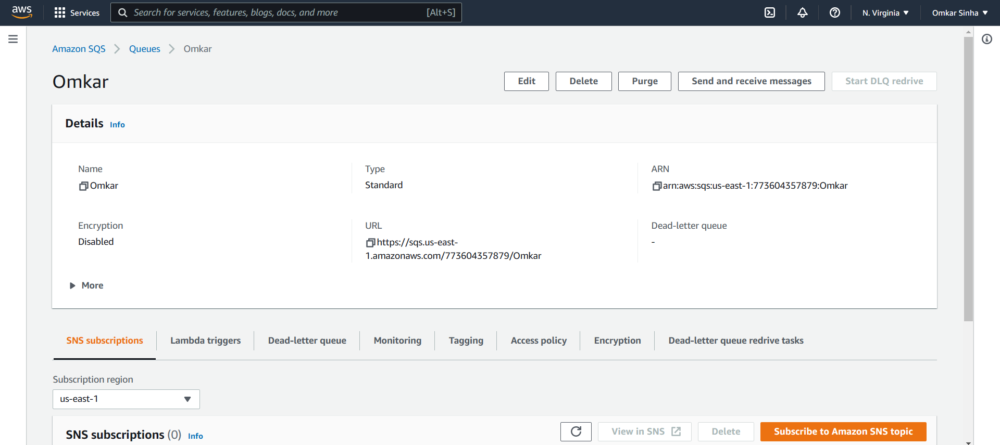 aws Services Search for services, features, blogs, docs, and more [Alt+S] N. Virginia Omkar Sinha
Amazon SQS Queues Omkar
Omkar Edit Delete Purge Send and receive messages Start DLQ redrive
Details Info
Name Type ARN
Omkar Standard arn:aws:sqs:us-east-1:773604357879:Omkar
Encryption URL Dead-letter queue
Disabled https://sqs.us-east- -
1.amazonaws.com/773604357879/Omkar
More
SNS subscriptions Lambda triggers Dead-letter queue Monitoring Tagging Access policy Encryption Dead-letter queue redrive tasks
Subscription region
us-east-1
SNS subscriptions (0) Info View in SNS Delete Subscribe to Amazon SNS topic